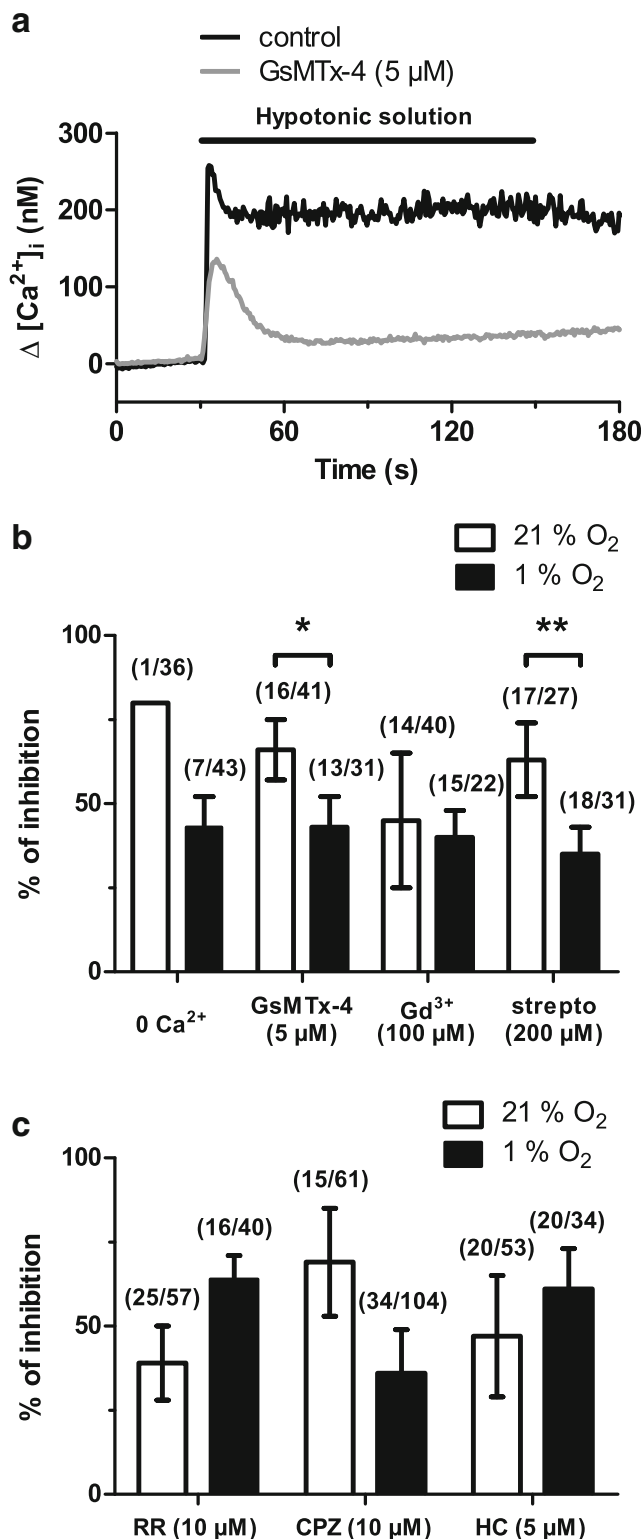 a
control
GsMTx-4 (5 µM)
Hypotonic solution
300
200
100
0
Δ [Ca²⁺]ᵢ (nM)
0 60 120 180
Time (s)
b
21 % O₂
1 % O₂
* **
100
50
0
% of inhibition
(1/36) (7/43) (16/41) (13/31) (14/40) (15/22) (17/27) (18/31)
0 Ca²⁺ GsMTx-4 Gd³⁺ strepto
(5 µM) (100 µM) (200 µM)
c
21 % O₂
1 % O₂
100
50
0
% of inhibition
(25/57) (16/40) (15/61) (34/104) (20/53) (20/34)
RR (10 µM) CPZ (10 µM) HC (5 µM)